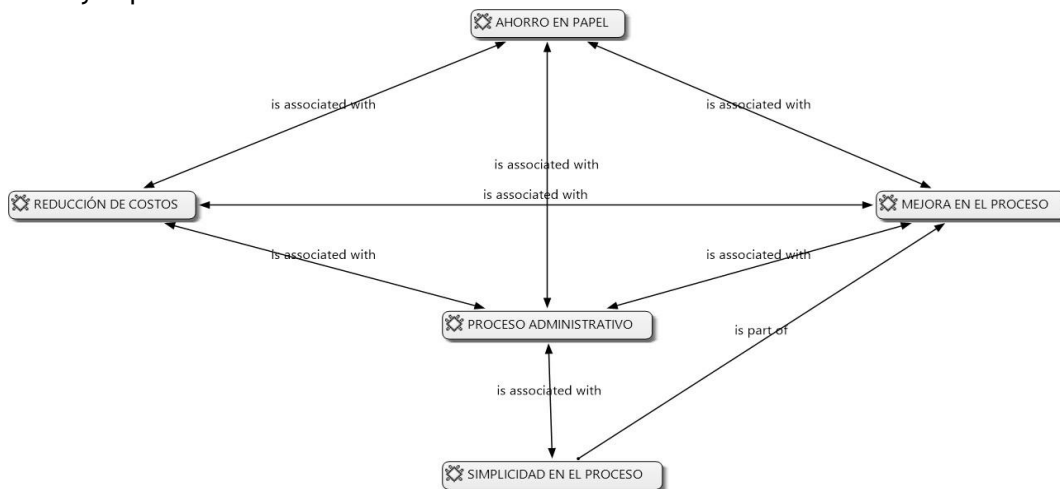 AHORRO EN PAPEL
is associated with
is associated with
is associated with
REDUCCIÓN DE COSTOS
is associated with
MEJORA EN EL PROCESO
is associated with
is associated with
PROCESO ADMINISTRATIVO
is part of
is associated with
SIMPLICIDAD EN EL PROCESO